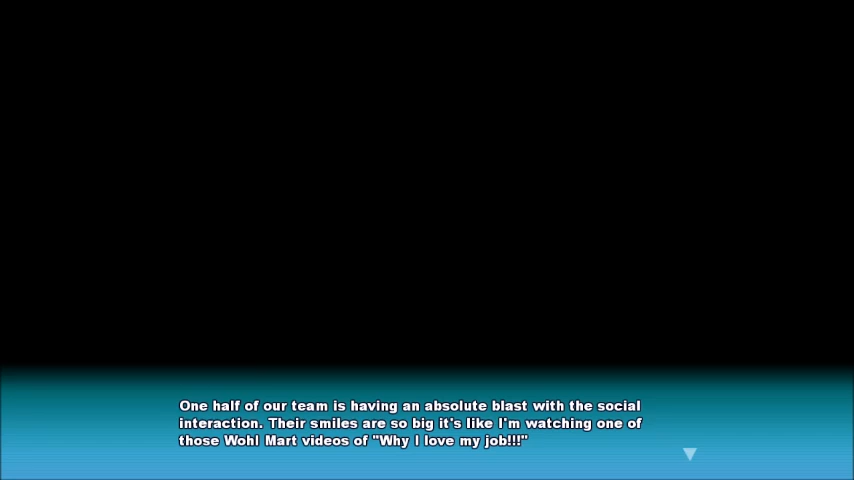 One half of our team is having an absolute blast with the social
interaction. Their smiles are so big it's like I'm watching one of
those Wohl Mart videos of "Why I love my job!!!"